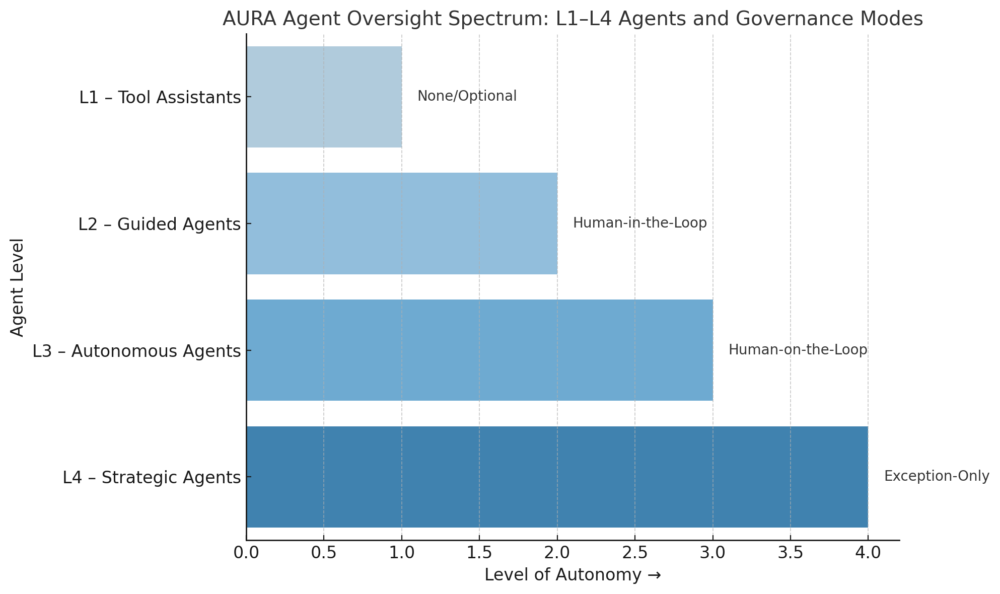 AURA Agent Oversight Spectrum: L1–L4 Agents and Governance Modes
L1 – Tool Assistants
None/Optional
L2 – Guided Agents
Human-in-the-Loop
L3 – Autonomous Agents
Human-on-the-Loop
L4 – Strategic Agents
Exception-Only
Agent Level
0.0 0.5 1.0 1.5 2.0 2.5 3.0 3.5 4.0
Level of Autonomy →